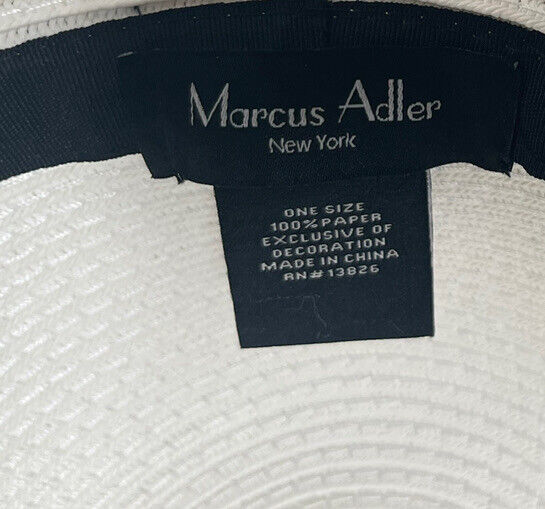 Marcus Adler
New York
ONE SIZE
100% PAPER
EXCLUSIVE OF
DECORATION
MADE IN CHINA
RN#13826